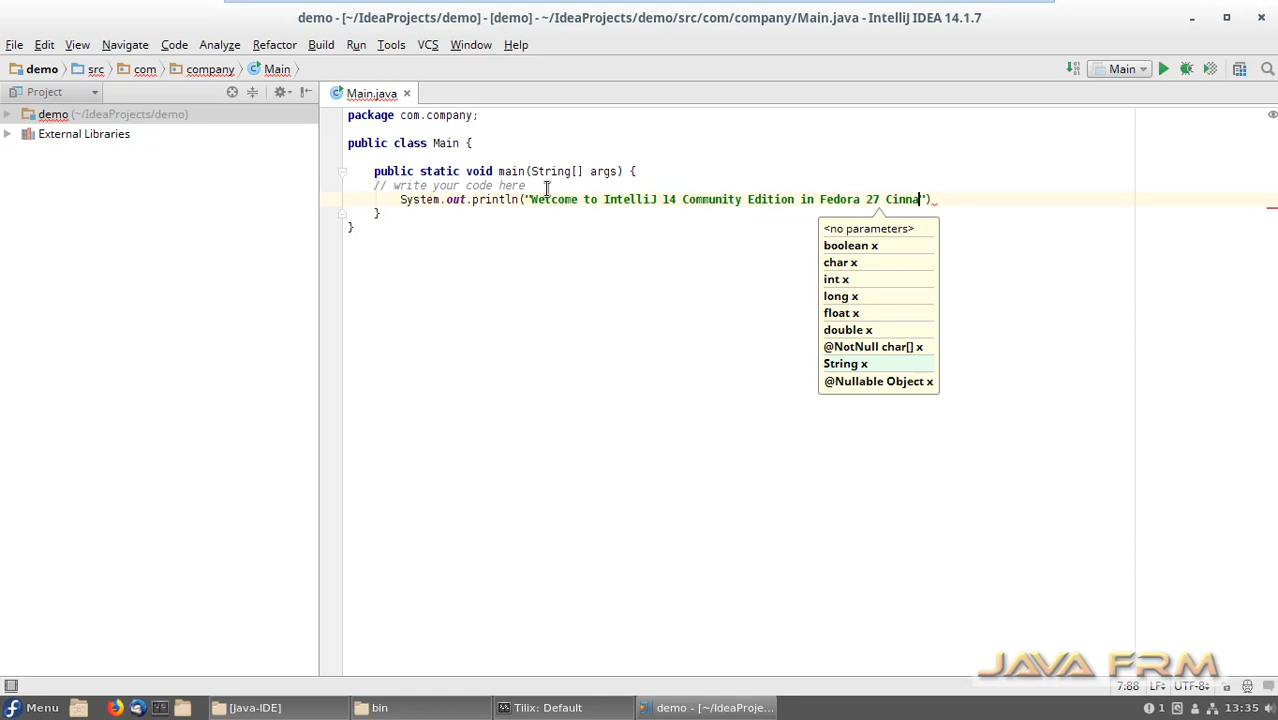 demo - [~/IdeaProjects/demo] - [demo] - ~/IdeaProjects/demo/src/com/company/Main.java - IntelliJ IDEA 14.1.7
File Edit View Navigate Code Analyze Refactor Build Run Tools VCS Window Help
demo src com company Main Main
Project Main.java
demo (~/IdeaProjects/demo)
External Libraries
package com.company;
public class Main {
public static void main(String[] args) {
// write your code here
System.out.println("Welcome to IntelliJ 14 Community Edition in Fedora 27 Cinna")
}
}
<no parameters>
boolean x
char x
int x
long x
float x
double x
@NotNull char[] x
String x
@Nullable Object x
JAVA FRM
7:88 LF÷ UTF-8÷
Menu [Java-IDE] bin Tilix: Default demo - [~/IdeaProje... 1 13:35